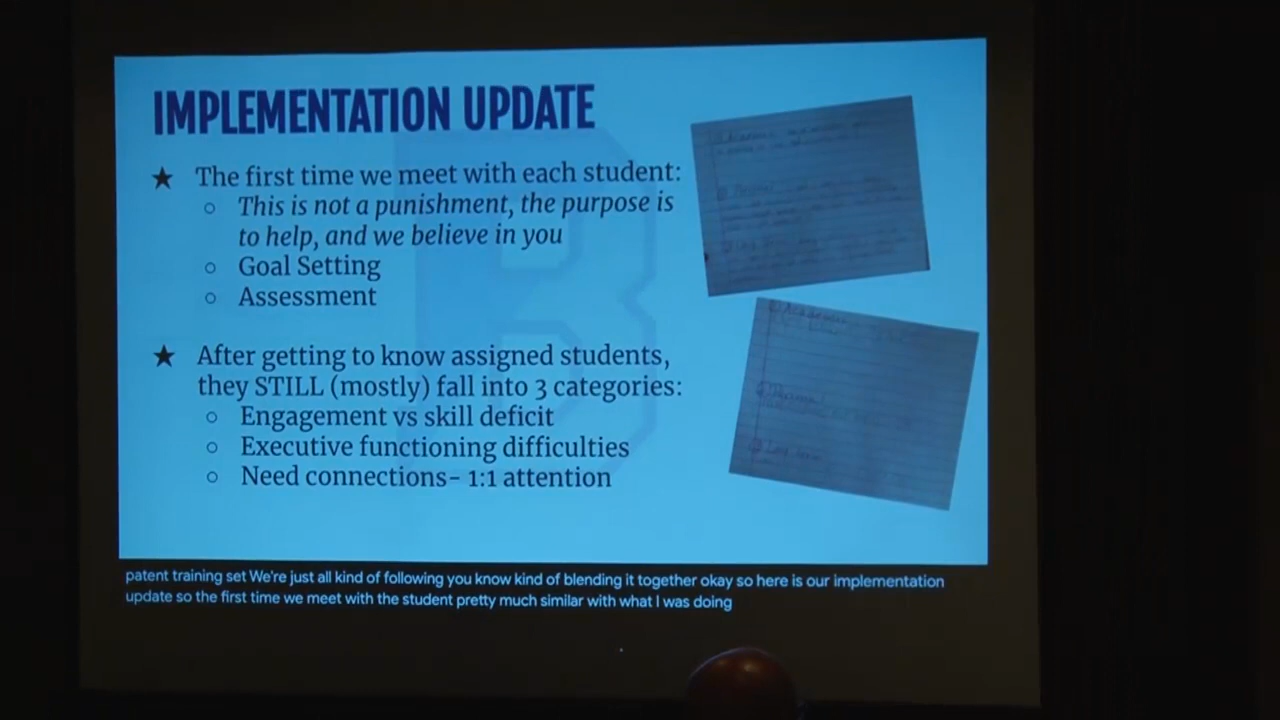 IMPLEMENTATION UPDATE
★ The first time we meet with each student:
○ This is not a punishment, the purpose is
to help, and we believe in you
○ Goal Setting
○ Assessment
★ After getting to know assigned students,
they STILL (mostly) fall into 3 categories:
○ Engagement vs skill deficit
○ Executive functioning difficulties
○ Need connections- 1:1 attention
B
patent training set We're just all kind of following you know kind of blending it together okay so here is our implementation
update so the first time we meet with the student pretty much similar with what I was doing